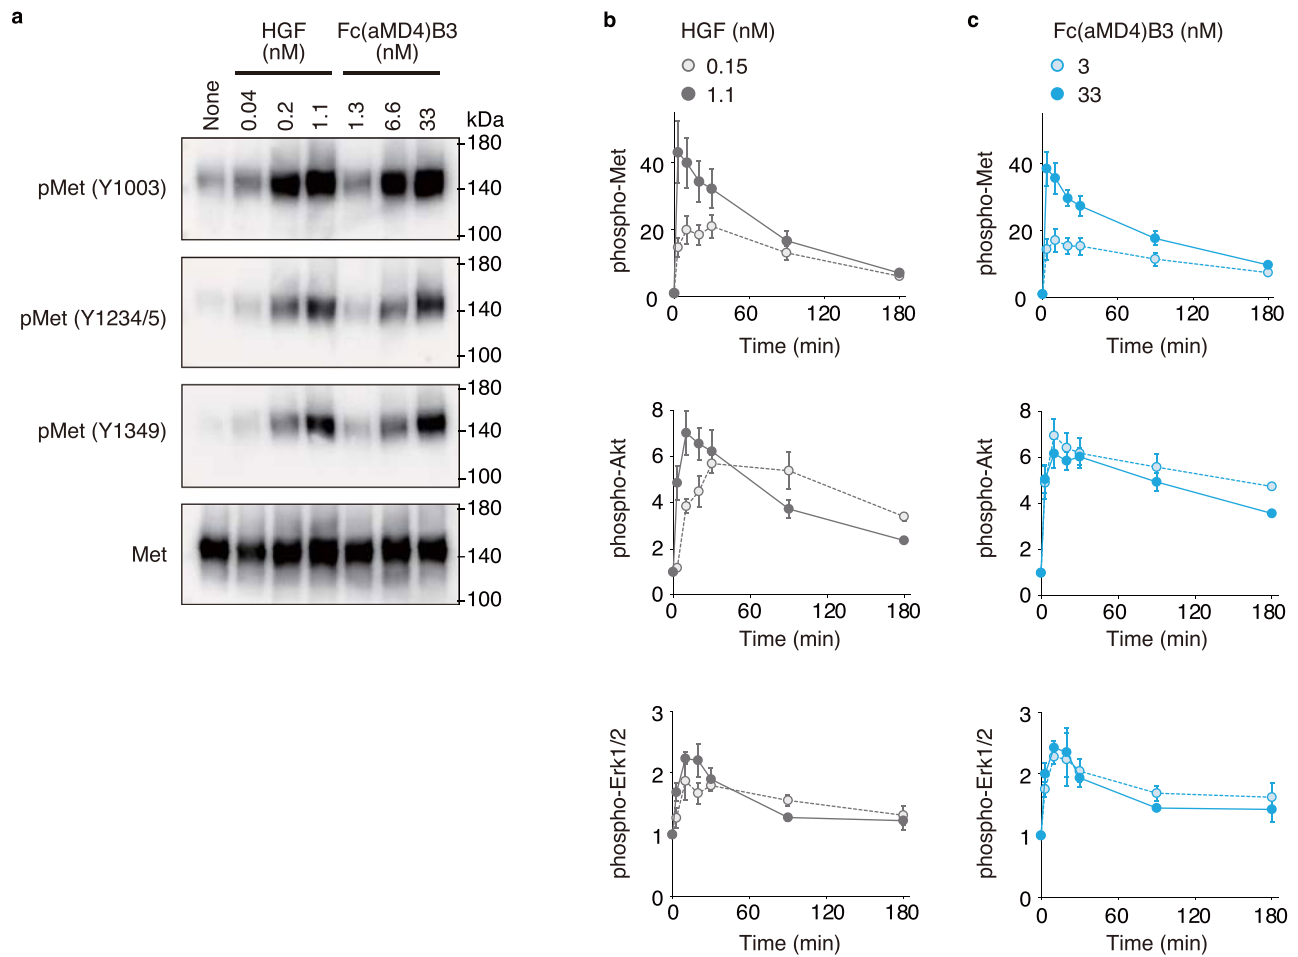 a
HGF
(nM)
Fc(aMD4)B3
(nM)
None
0.04
0.2
1.1
1.3
6.6
33
kDa
pMet (Y1003)
180
140
100
pMet (Y1234/5)
180
140
100
pMet (Y1349)
180
140
100
Met
180
140
100
b
HGF (nM)
0.15
1.1
phospho-Met
40
20
0
0 60 120 180
Time (min)
phospho-Akt
8
6
4
2
0
0 60 120 180
Time (min)
phospho-Erk1/2
3
2
1
0
0 60 120 180
Time (min)
c
Fc(aMD4)B3 (nM)
3
33
phospho-Met
40
20
0
0 60 120 180
Time (min)
phospho-Akt
8
6
4
2
0
0 60 120 180
Time (min)
phospho-Erk1/2
3
2
1
0
0 60 120 180
Time (min)